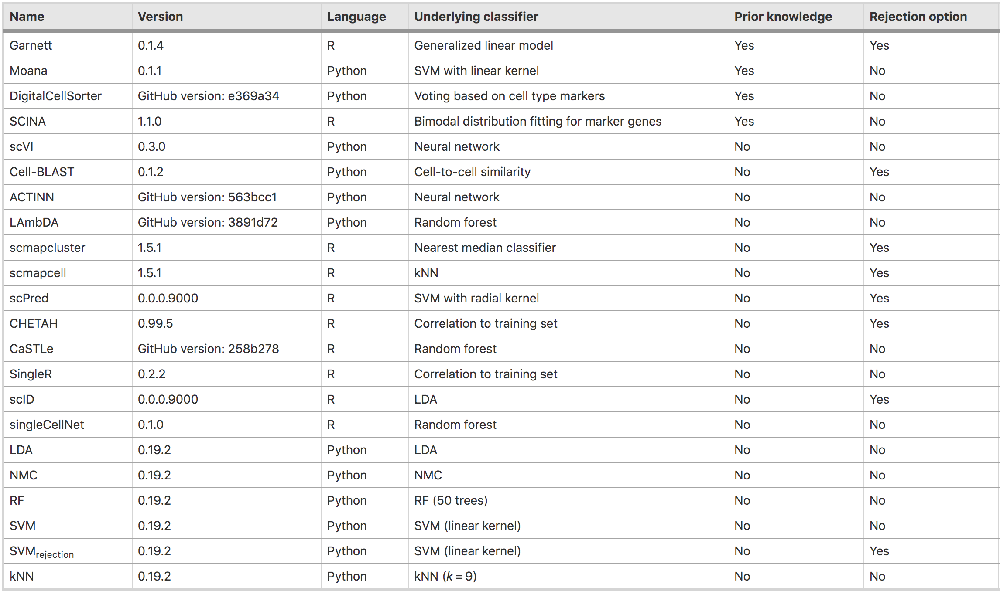 Name Version Language Underlying classifier Prior knowledge Rejection option
Garnett 0.1.4 R Generalized linear model Yes Yes
Moana 0.1.1 Python SVM with linear kernel Yes No
DigitalCellSorter GitHub version: e369a34 Python Voting based on cell type markers Yes No
SCINA 1.1.0 R Bimodal distribution fitting for marker genes Yes No
scVI 0.3.0 Python Neural network No No
Cell-BLAST 0.1.2 Python Cell-to-cell similarity No Yes
ACTINN GitHub version: 563bcc1 Python Neural network No No
LAmbDA GitHub version: 3891d72 Python Random forest No No
scmapcluster 1.5.1 R Nearest median classifier No Yes
scmapcell 1.5.1 R kNN No Yes
scPred 0.0.0.9000 R SVM with radial kernel No Yes
CHETAH 0.99.5 R Correlation to training set No Yes
CaSTLe GitHub version: 258b278 R Random forest No No
SingleR 0.2.2 R Correlation to training set No No
scID 0.0.0.9000 R LDA No Yes
singleCellNet 0.1.0 R Random forest No No
LDA 0.19.2 Python LDA No No
NMC 0.19.2 Python NMC No No
RF 0.19.2 Python RF (50 trees) No No
SVM 0.19.2 Python SVM (linear kernel) No No
SVMrejection 0.19.2 Python SVM (linear kernel) No Yes
kNN 0.19.2 Python kNN (k = 9) No No